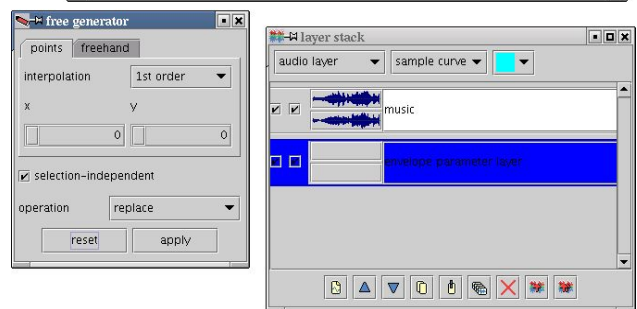 free generator
points freehand
interpolation 1st order
x y
0 0
selection-independent
operation replace
reset apply
layer stack
audio layer sample curve
music
envelope parameter layer